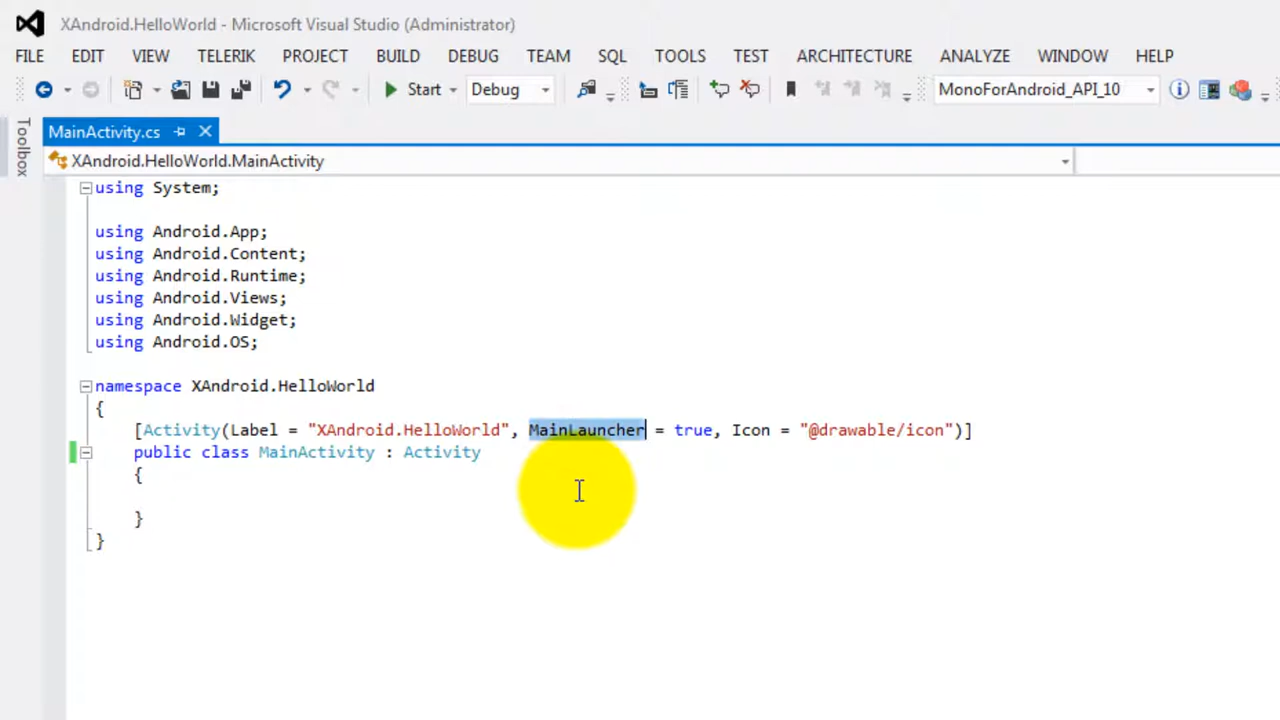 XAndroid.HelloWorld - Microsoft Visual Studio (Administrator)
FILE EDIT VIEW TELERIK PROJECT BUILD DEBUG TEAM SQL TOOLS TEST ARCHITECTURE ANALYZE WINDOW HELP
Start Debug MonoForAndroid_API_10
Toolbox
MainActivity.cs
XAndroid.HelloWorld.MainActivity
using System;
using Android.App;
using Android.Content;
using Android.Runtime;
using Android.Views;
using Android.Widget;
using Android.OS;
namespace XAndroid.HelloWorld
{
[Activity(Label = "XAndroid.HelloWorld", MainLauncher = true, Icon = "@drawable/icon")]
public class MainActivity : Activity
{
}
}